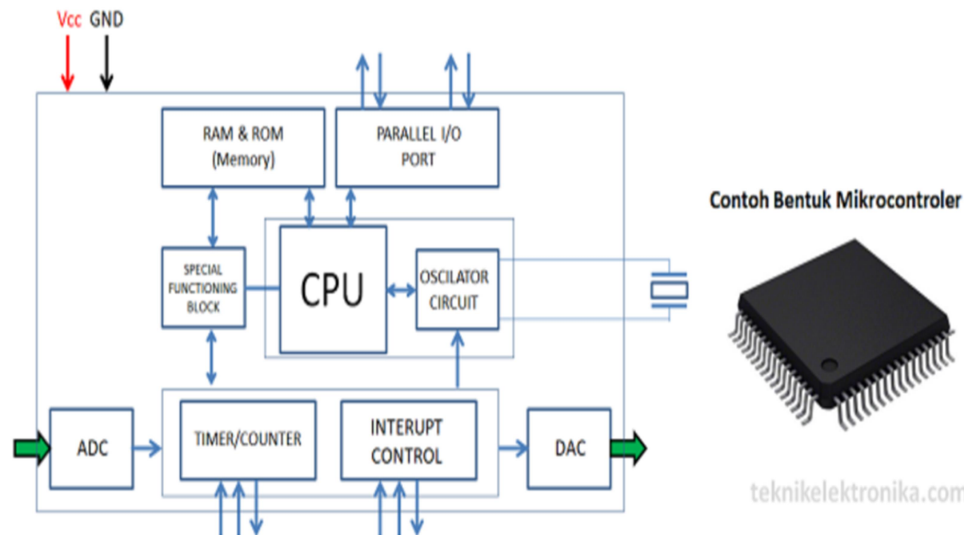 Vcc GND
RAM & ROM
(Memory)
PARALLEL I/O
PORT
Contoh Bentuk Mikrocontroler
SPECIAL
FUNCTIONING
BLOCK
CPU
OSCILATOR
CIRCUIT
ADC
TIMER/COUNTER
INTERUPT
CONTROL
DAC
teknikelektronika.com